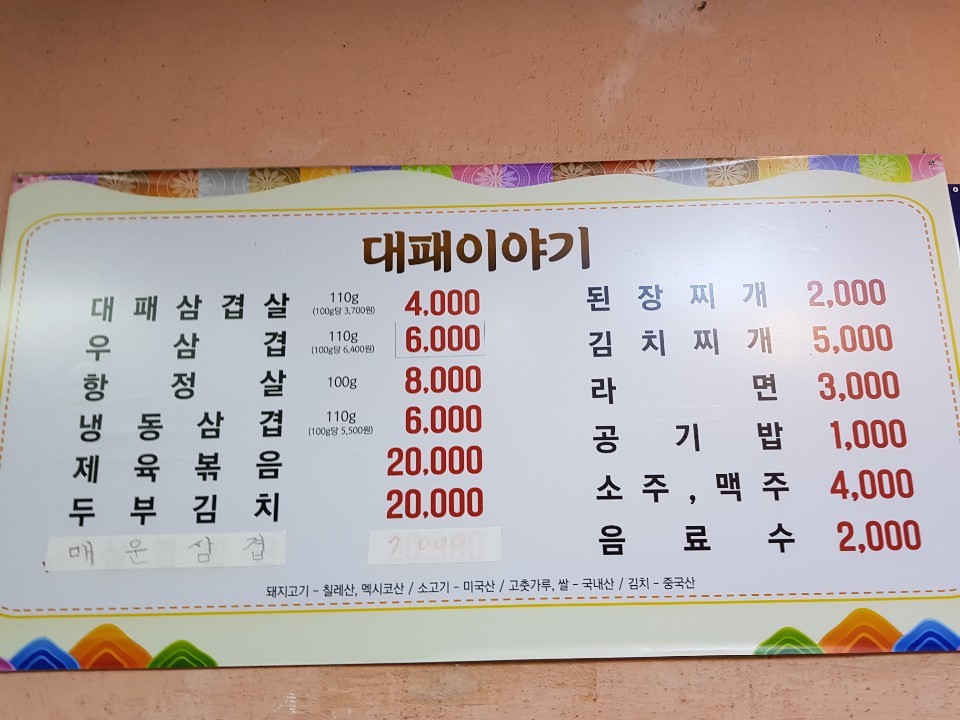 대패이야기
대패삼겹살 110g (100g당 3,700원) 4,000
우삼겹 110g (100g당 6,400원) 6,000
항정살 100g 8,000
냉동삼겹 110g (100g당 5,500원) 6,000
제육볶음 20,000
두부김치 20,000
매운삼겹 7,000
된장찌개 2,000
김치찌개 5,000
라면 3,000
공기밥 1,000
소주, 맥주 4,000
음료수 2,000
돼지고기 – 칠레산, 멕시코산 / 소고기 – 미국산 / 고춧가루, 쌀 – 국내산 / 김치 – 중국산